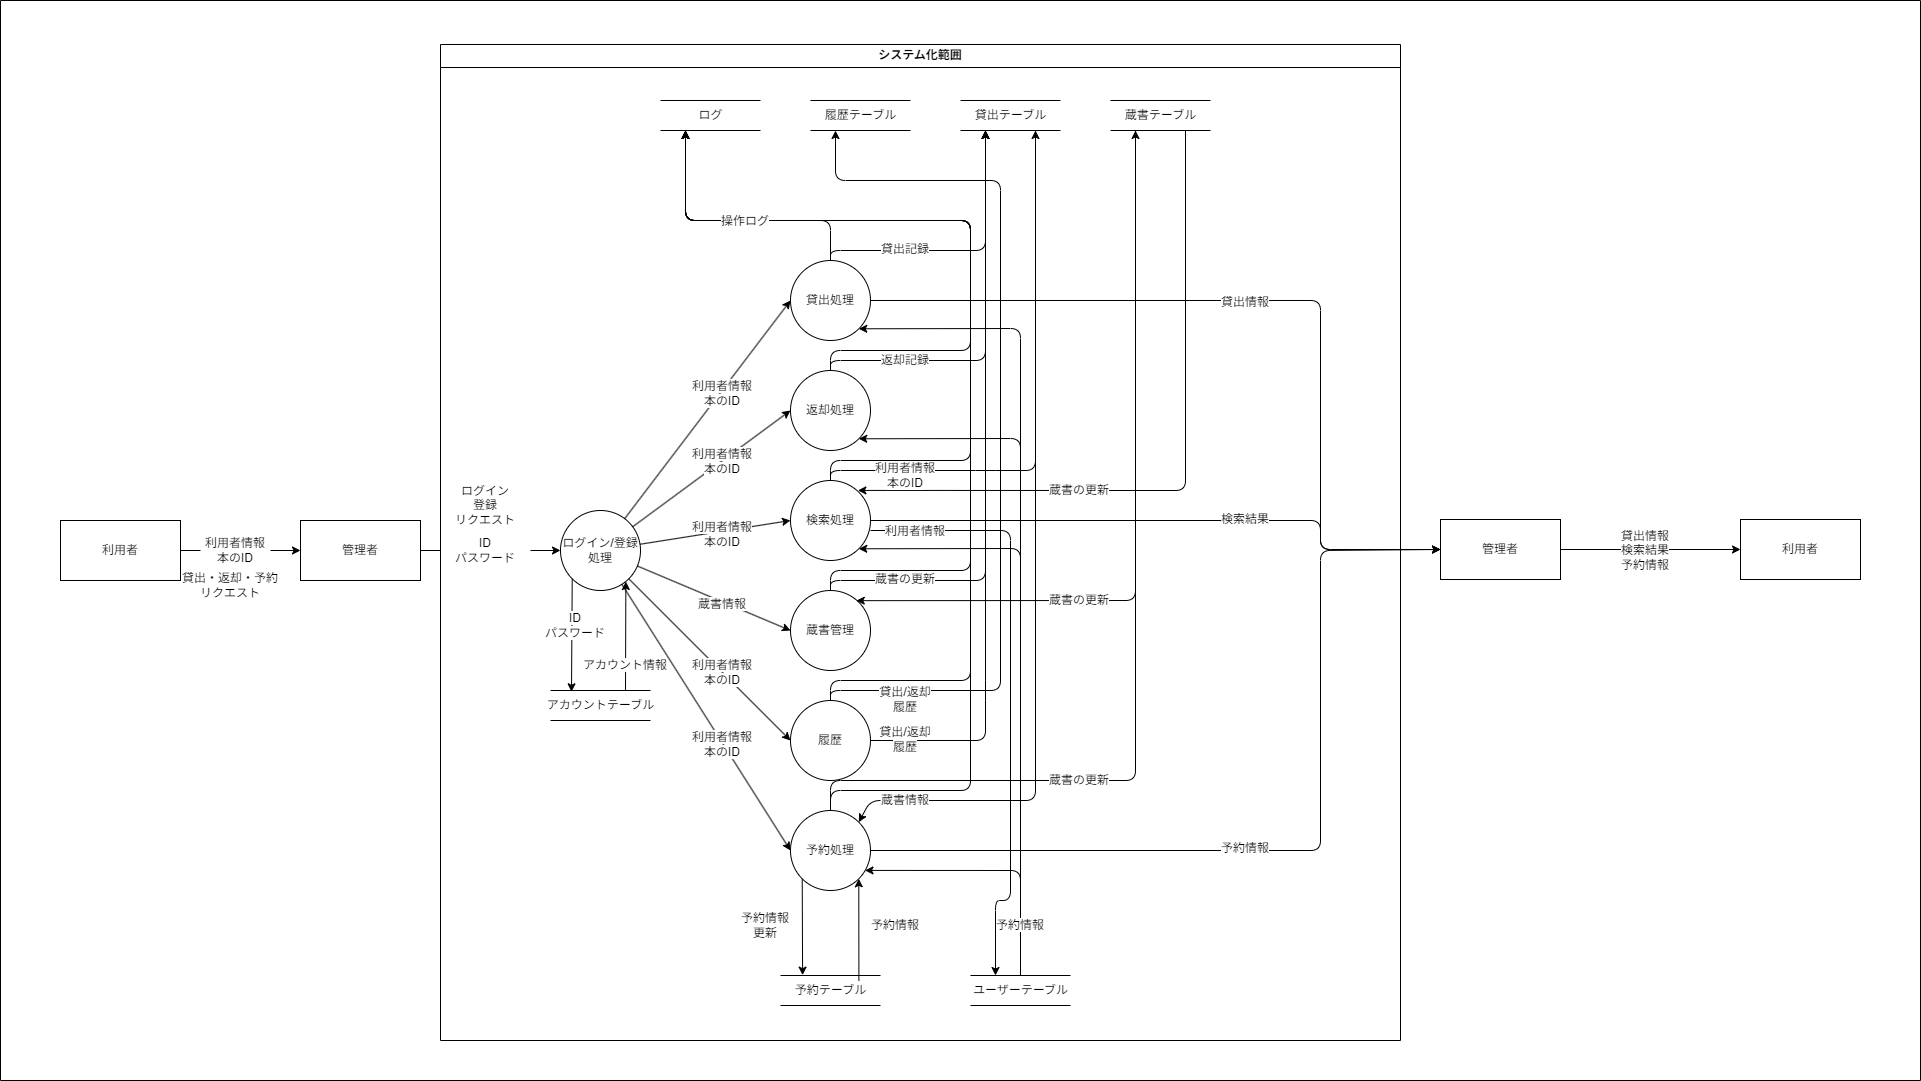 システム化範囲
ログ
履歴テーブル
貸出テーブル
蔵書テーブル
操作ログ
貸出記録
貸出処理
貸出情報
返却記録
利用者情報
本のID
返却処理
利用者情報
本のID
利用者情報
本のID
蔵書の更新
ログイン
登録
リクエスト
ID
パスワード
利用者情報
本のID
検索処理
利用者情報
検索結果
利用者
利用者情報
本のID
貸出・返却・予約
リクエスト
管理者
ログイン/登録
処理
管理者
貸出情報
検索結果
予約情報
利用者
蔵書の更新
蔵書の更新
蔵書情報
蔵書管理
ID
パスワード
アカウント情報
アカウントテーブル
利用者情報
本のID
貸出/返却
履歴
履歴
貸出/返却
履歴
利用者情報
本のID
蔵書の更新
蔵書情報
予約処理
予約情報
予約情報
更新
予約情報
予約情報
予約テーブル
ユーザーテーブル